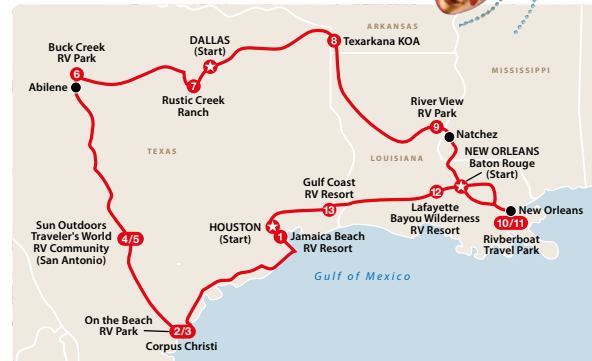 ARKANSAS
DALLAS
(Start)
8
Texarkana KOA
Buck Creek
RV Park
6
Abilene
7
Rustic Creek
Ranch
MISSISSIPPI
River View
RV Park
9
Natchez
TEXAS
LOUISIANA
NEW ORLEANS
Baton Rouge
(Start)
Gulf Coast
RV Resort
13
12
Lafayette
Bayou Wilderness
RV Resort
New Orleans
10/11
Rivberboat
Travel Park
HOUSTON
(Start)
1
Jamaica Beach
RV Resort
Sun Outdoors
Traveler's World
RV Community
(San Antonio)
4/5
Gulf of Mexico
On the Beach
RV Park
2/3
Corpus Christi